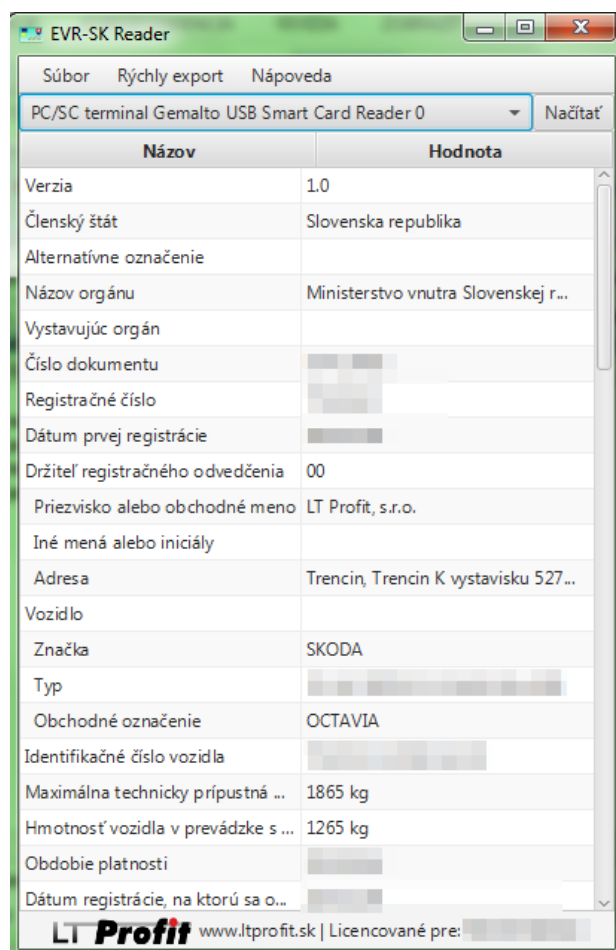 EVR-SK Reader
Súbor Rýchly export Nápoveda
PC/SC terminal Gemalto USB Smart Card Reader 0 Načítať
Názov Hodnota
Verzia 1.0
Členský štát Slovenska republika
Alternatívne označenie
Názov orgánu Ministerstvo vnutra Slovenskej r...
Vystavujúc orgán
Číslo dokumentu
Registračné číslo
Dátum prvej registrácie
Držiteľ registračného odvedčenia 00
Priezvisko alebo obchodné meno LT Profit, s.r.o.
Iné mená alebo iniciály
Adresa Trencin, Trencin K vystavisku 527...
Vozidlo
Značka SKODA
Typ
Obchodné označenie OCTAVIA
Identifikačné číslo vozidla
Maximálna technicky prípustná ... 1865 kg
Hmotnosť vozidla v prevádzke s ... 1265 kg
Obdobie platnosti
Dátum registrácie, na ktorú sa o...
LT Profit www.ltprofit.sk | Licencované pre: